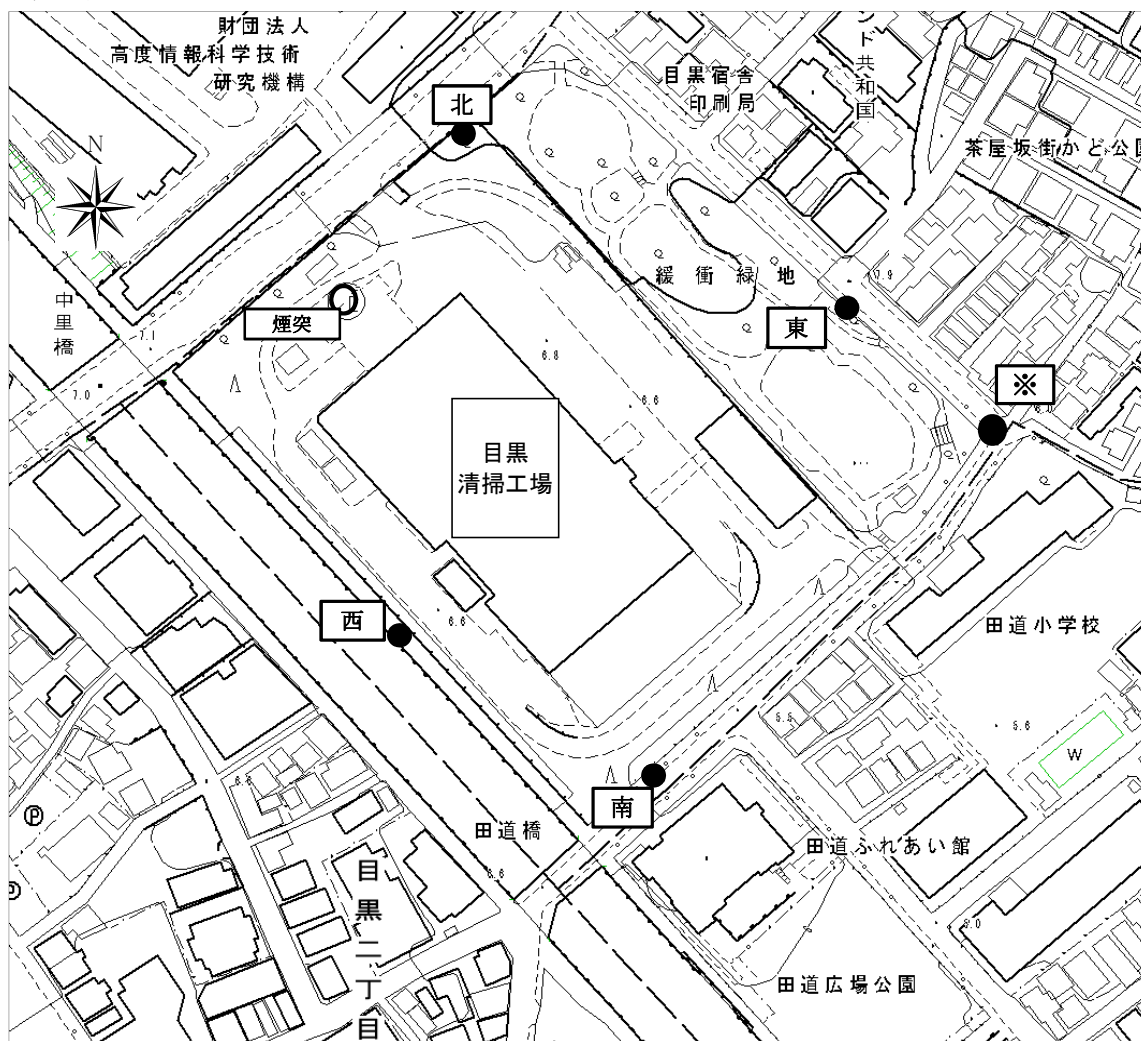 財団法人
高度情報科学技術
研究機構
北
目黒宿舎
印刷局
ンド共和国
茶屋坂街かど公園
N
中里橋
7.1
7.0
煙突
緩衝緑地
7.9
東
※
6.8
6.6
目黒
清掃工場
西
6.6
田道小学校
5.5
5.6
W
南
田道橋
6.6
6.6
田道ふれあい館
目黒二丁目
田道広場公園
P